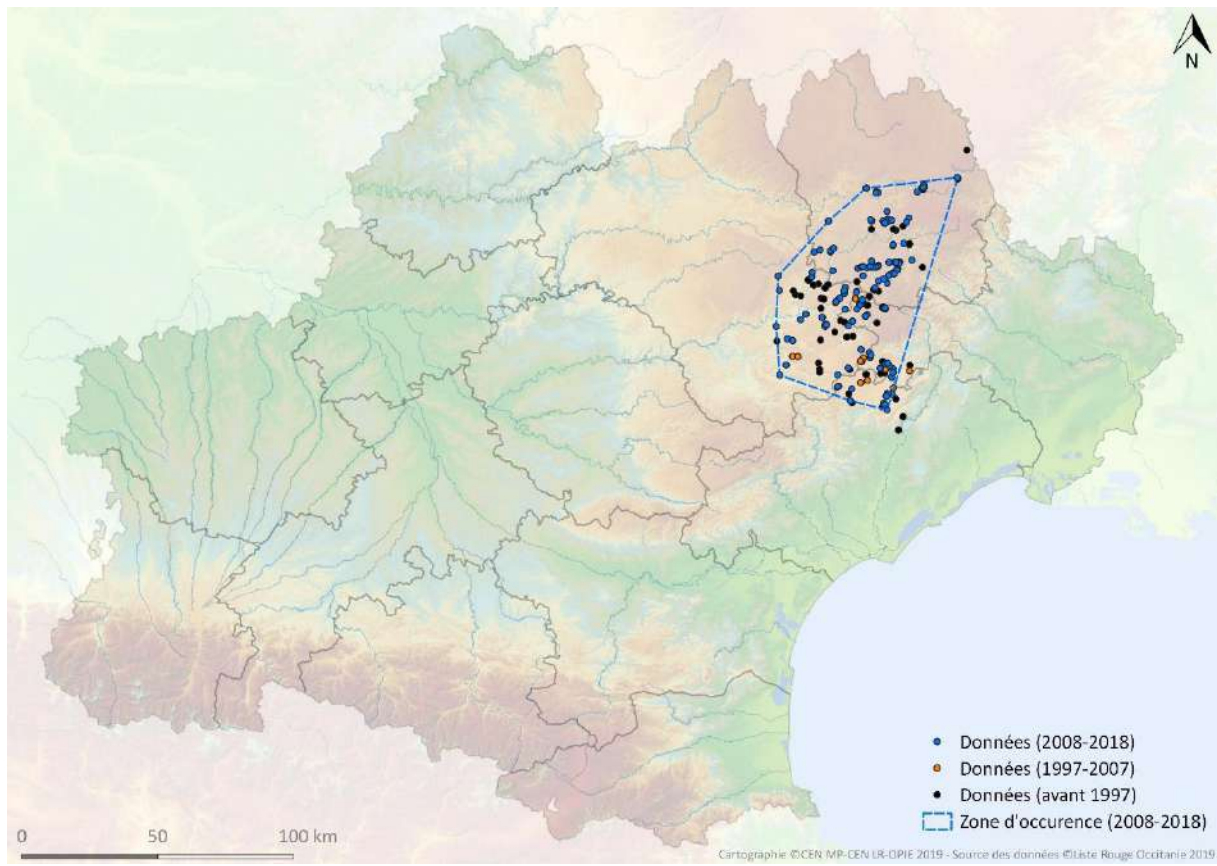 N
Données (2008-2018)
Données (1997-2007)
Données (avant 1997)
Zone d'occurence (2008-2018)
0 50 100 km
Cartographie ©CEN MP-CEN LR-OPIE 2019 - Source des données ©Liste Rouge Occitanie 2019